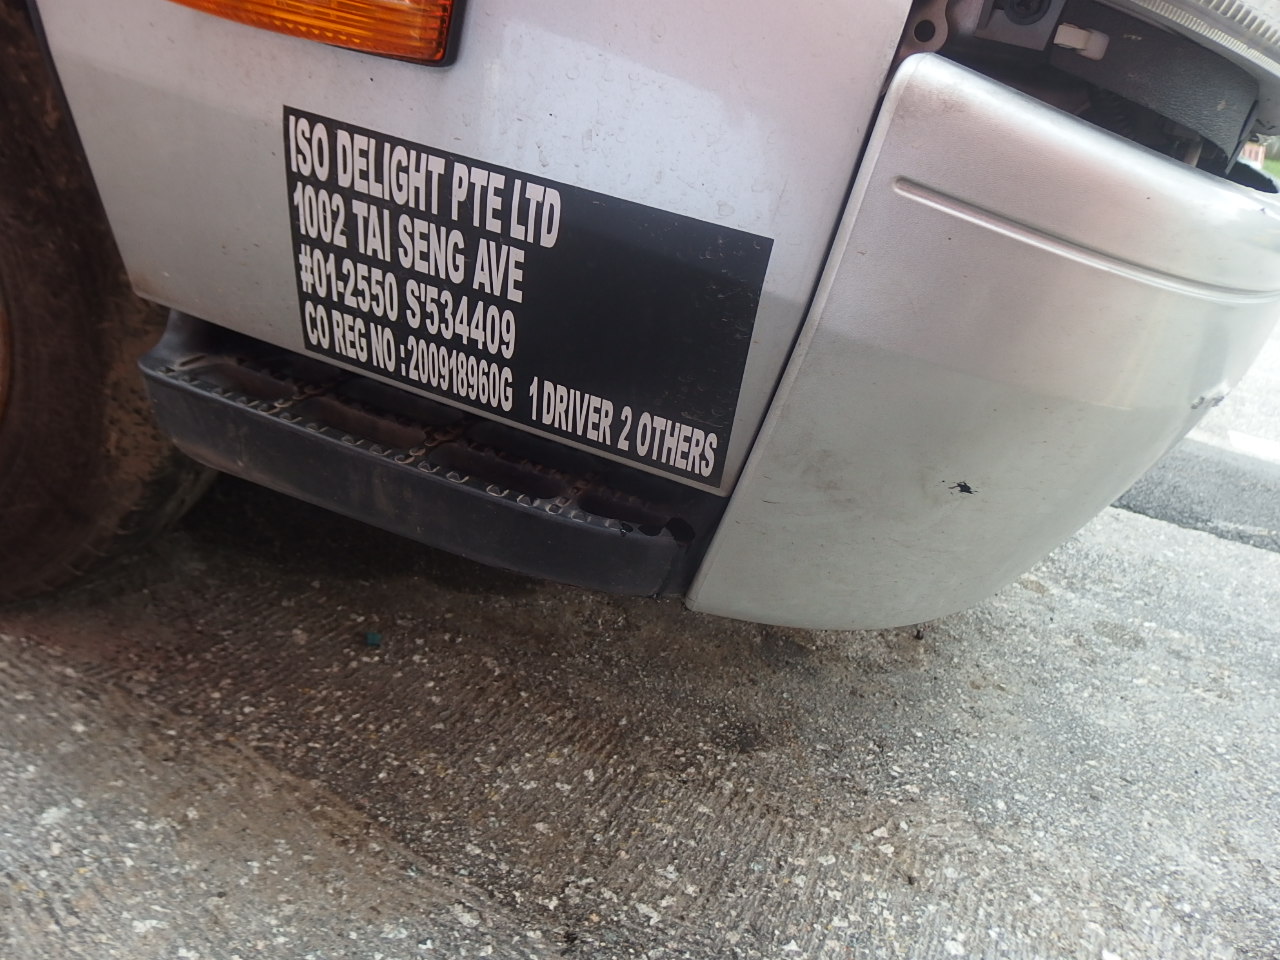 ISO DELIGHT PTE LTD
1002 TAI SENG AVE
#01-2550 S'534409
CO REG NO : 200918960G 1 DRIVER 2 OTHERS